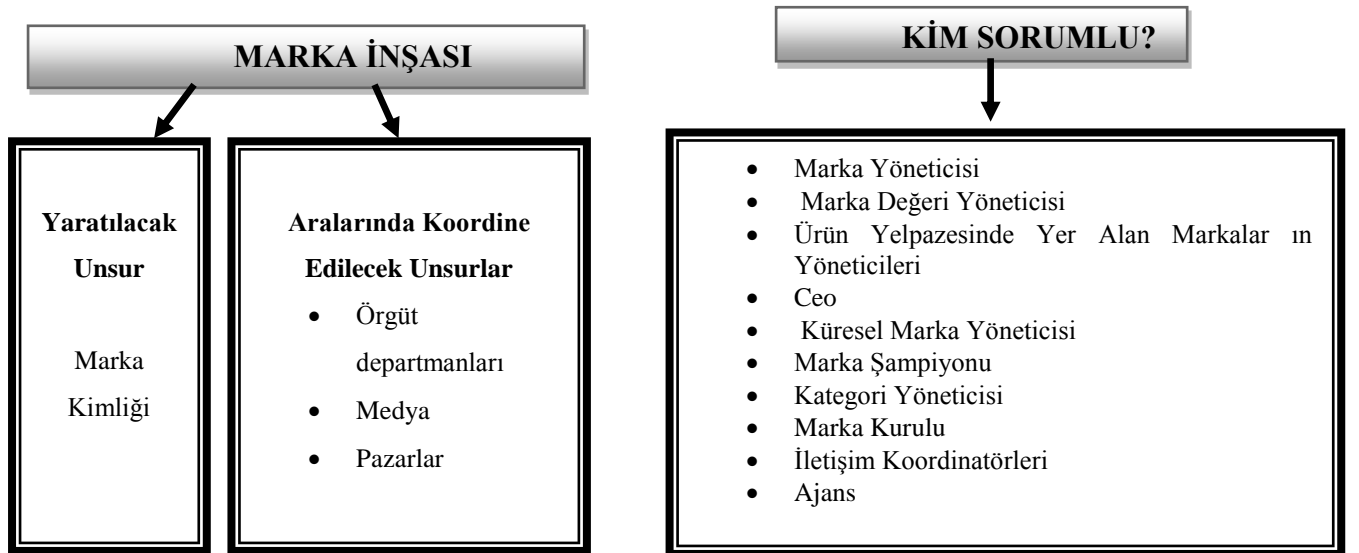 MARKA İNŞASI
Yaratılacak
Unsur
Marka
Kimliği
Aralarında Koordine
Edilecek Unsurlar
• Örgüt
departmanları
• Medya
• Pazarlar
KİM SORUMLU?
• Marka Yöneticisi
• Marka Değeri Yöneticisi
• Ürün Yelpazesinde Yer Alan Markalar ın
Yöneticileri
• Ceo
• Küresel Marka Yöneticisi
• Marka Şampiyonu
• Kategori Yöneticisi
• Marka Kurulu
• İletişim Koordinatörleri
• Ajans